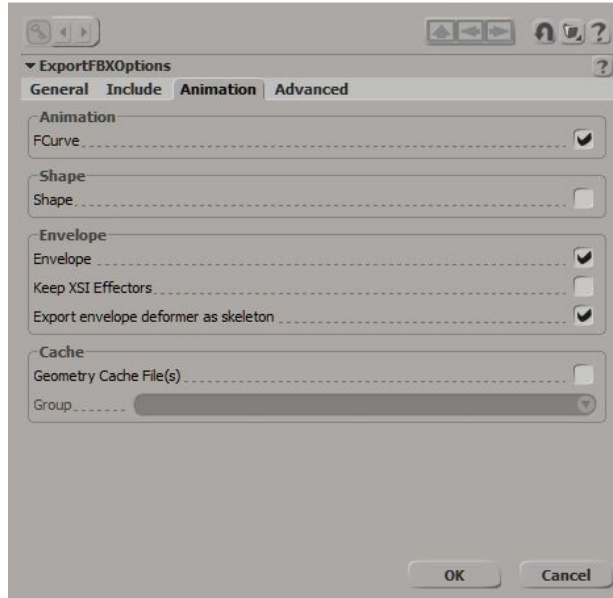 ?
ExportFBXOptions
?
General Include Animation Advanced
Animation
FCurve
Shape
Shape
Envelope
Envelope
Keep XSI Effectors
Export envelope deformer as skeleton
Cache
Geometry Cache File(s)
Group
OK Cancel